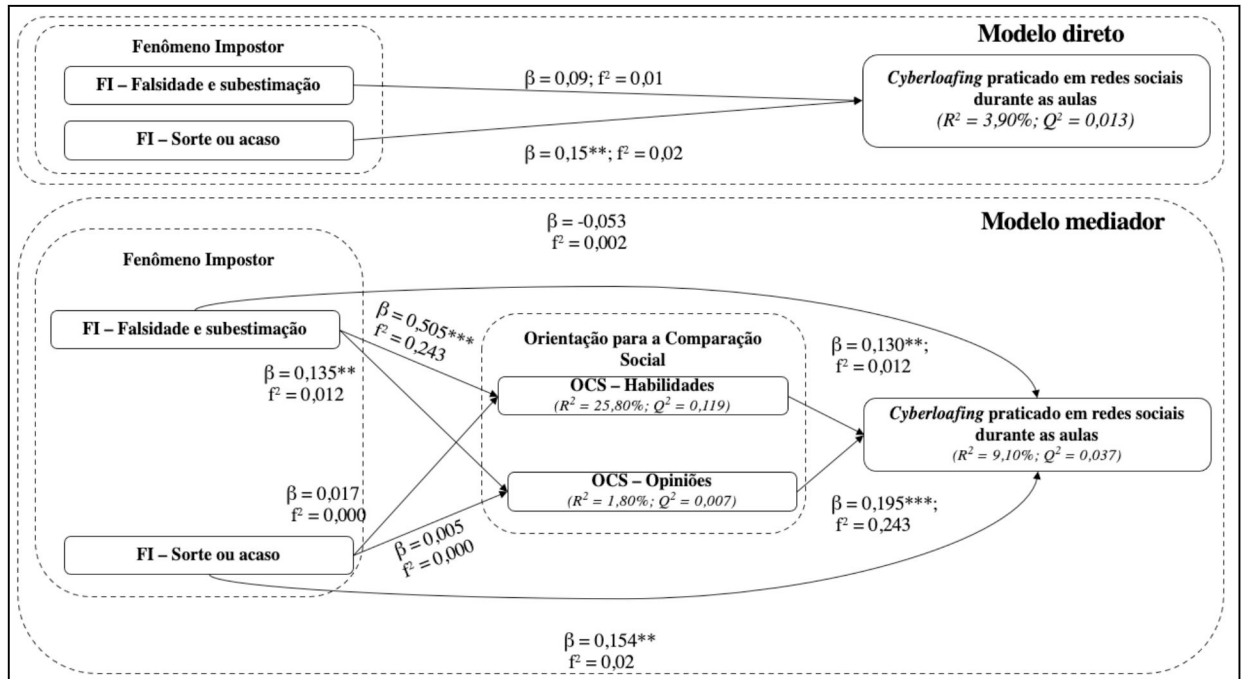 Modelo direto
Fenômeno Impostor
FI – Falsidade e subestimação
FI – Sorte ou acaso
β = 0,09; f² = 0,01
β = 0,15**; f² = 0,02
Cyberloafing praticado em redes sociais
durante as aulas
(R² = 3,90%; Q² = 0,013)
Modelo mediador
β = -0,053
f² = 0,002
Fenômeno Impostor
FI – Falsidade e subestimação
β = 0,505***
f² = 0,243
β = 0,135**
f² = 0,012
Orientação para a Comparação
Social
OCS – Habilidades
(R² = 25,80%; Q² = 0,119)
OCS – Opiniões
(R² = 1,80%; Q² = 0,007)
β = 0,130**;
f² = 0,012
Cyberloafing praticado em redes sociais
durante as aulas
(R² = 9,10%; Q² = 0,037)
β = 0,195***;
f² = 0,243
β = 0,017
f² = 0,000
β = 0,005
f² = 0,000
FI – Sorte ou acaso
β = 0,154**
f² = 0,02